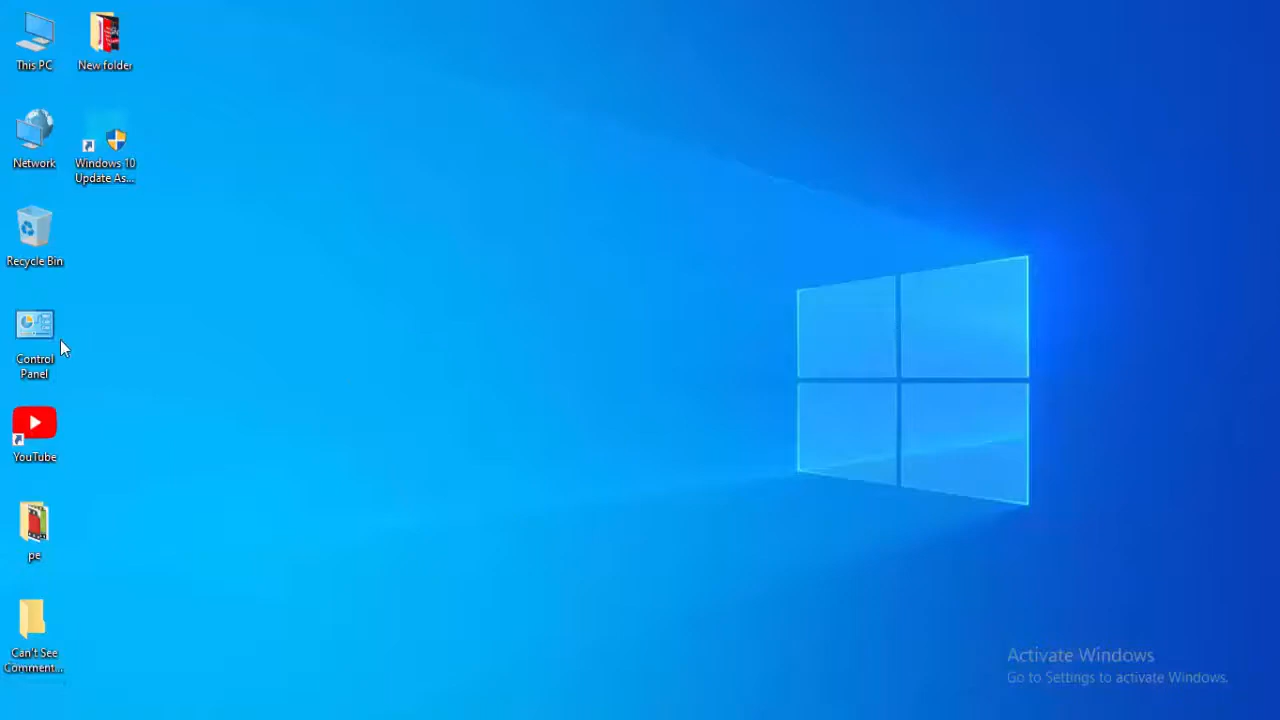 This PC
New folder
Network
Windows 10
Update As...
Recycle Bin
Control
Panel
YouTube
pe
Can't See
Comment...
Activate Windows
Go to Settings to activate Windows.